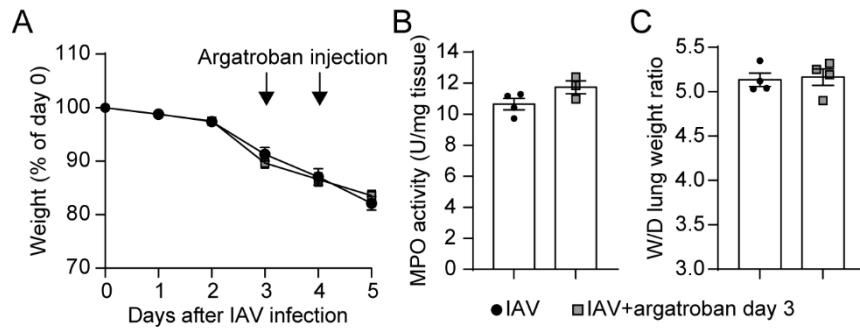 A
Argatroban injection
Weight (% of day 0)
110
100
90
80
70
0 1 2 3 4 5
Days after IAV infection
B
MPO activity (U/mg tissue)
14
12
10
8
6
4
2
0
C
W/D lung weight ratio
5.5
5.0
4.5
4.0
3.5
3.0
IAV IAV+argatroban day 3